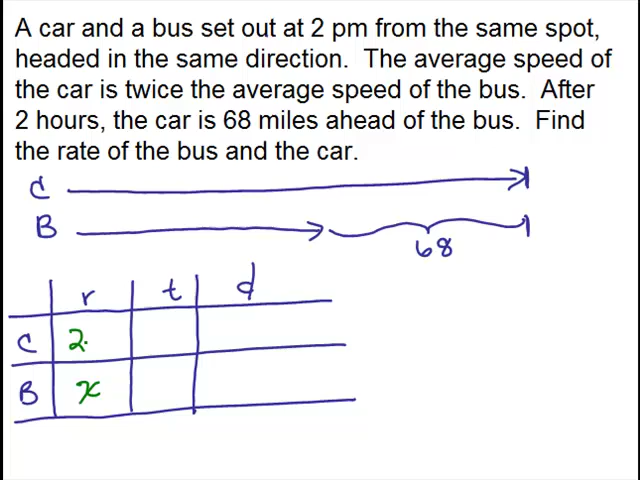 A car and a bus set out at 2 pm from the same spot,
headed in the same direction. The average speed of
the car is twice the average speed of the bus. After
2 hours, the car is 68 miles ahead of the bus. Find
the rate of the bus and the car.
C
B
68
r t d
C 2
B x